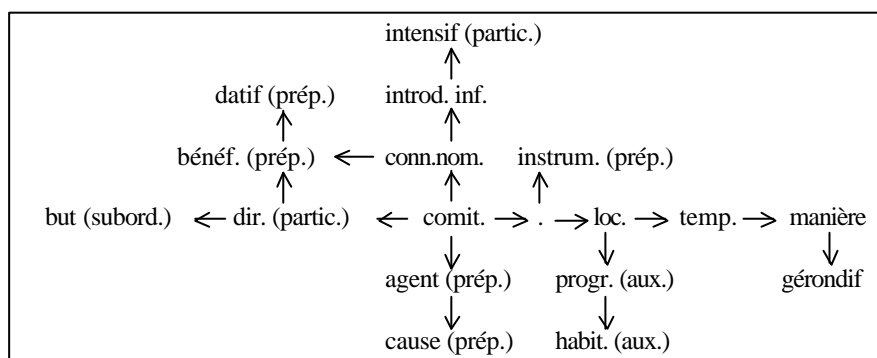 intensif (partic.)
datif (prép.) introd. inf.
bénéf. (prép.) conn.nom. instrum. (prép.)
but (subord.) dir. (partic.) comit. . loc. temp. manière
agent (prép.) progr. (aux.) gérondif
cause (prép.) habit. (aux.)